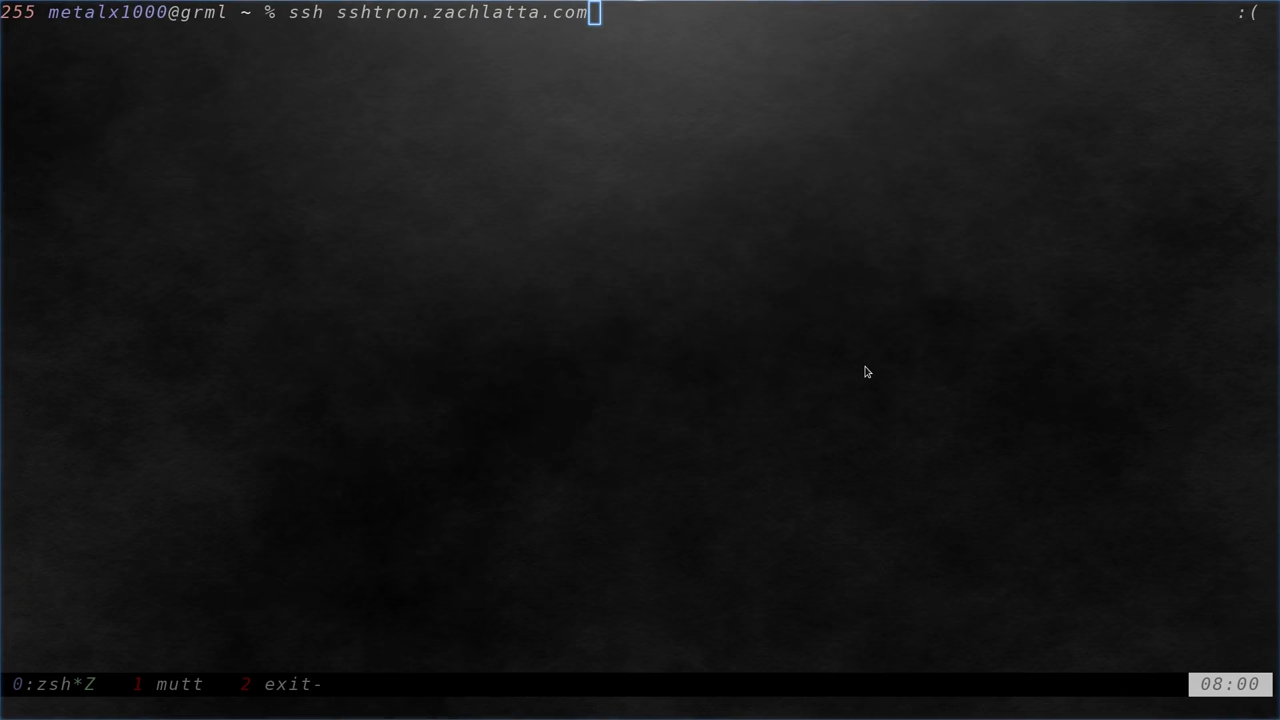 255 metalx1000@grml ~ % ssh sshtron.zachlatta.com :(
0:zsh*Z 1 mutt 2 exit- 08:00